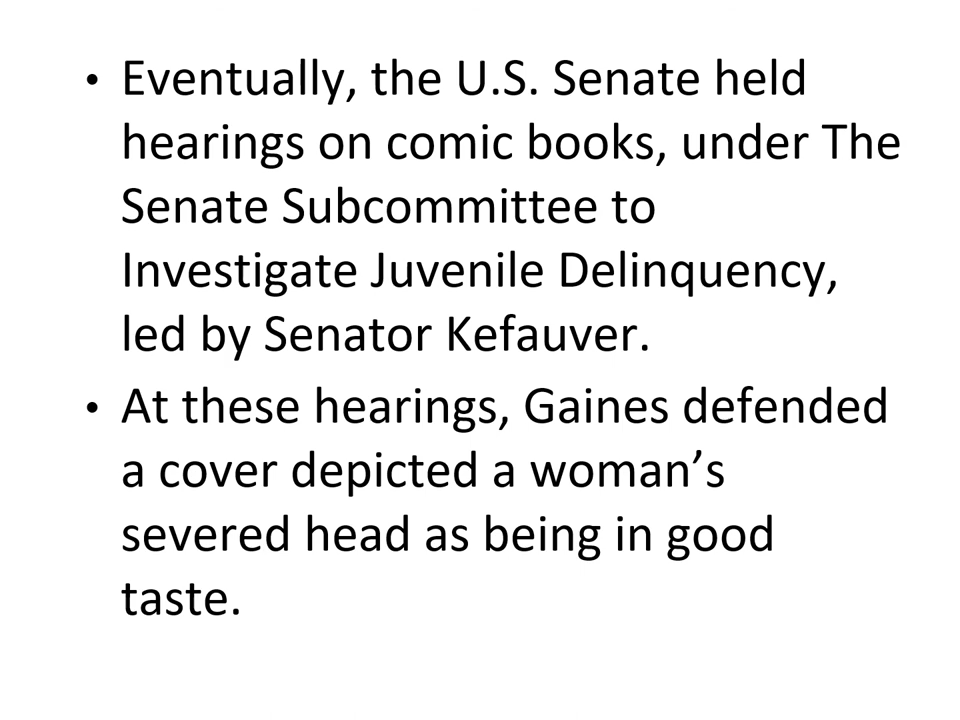 • Eventually, the U.S. Senate held
hearings on comic books, under The
Senate Subcommittee to
Investigate Juvenile Delinquency,
led by Senator Kefauver.
• At these hearings, Gaines defended
a cover depicted a woman’s
severed head as being in good
taste.